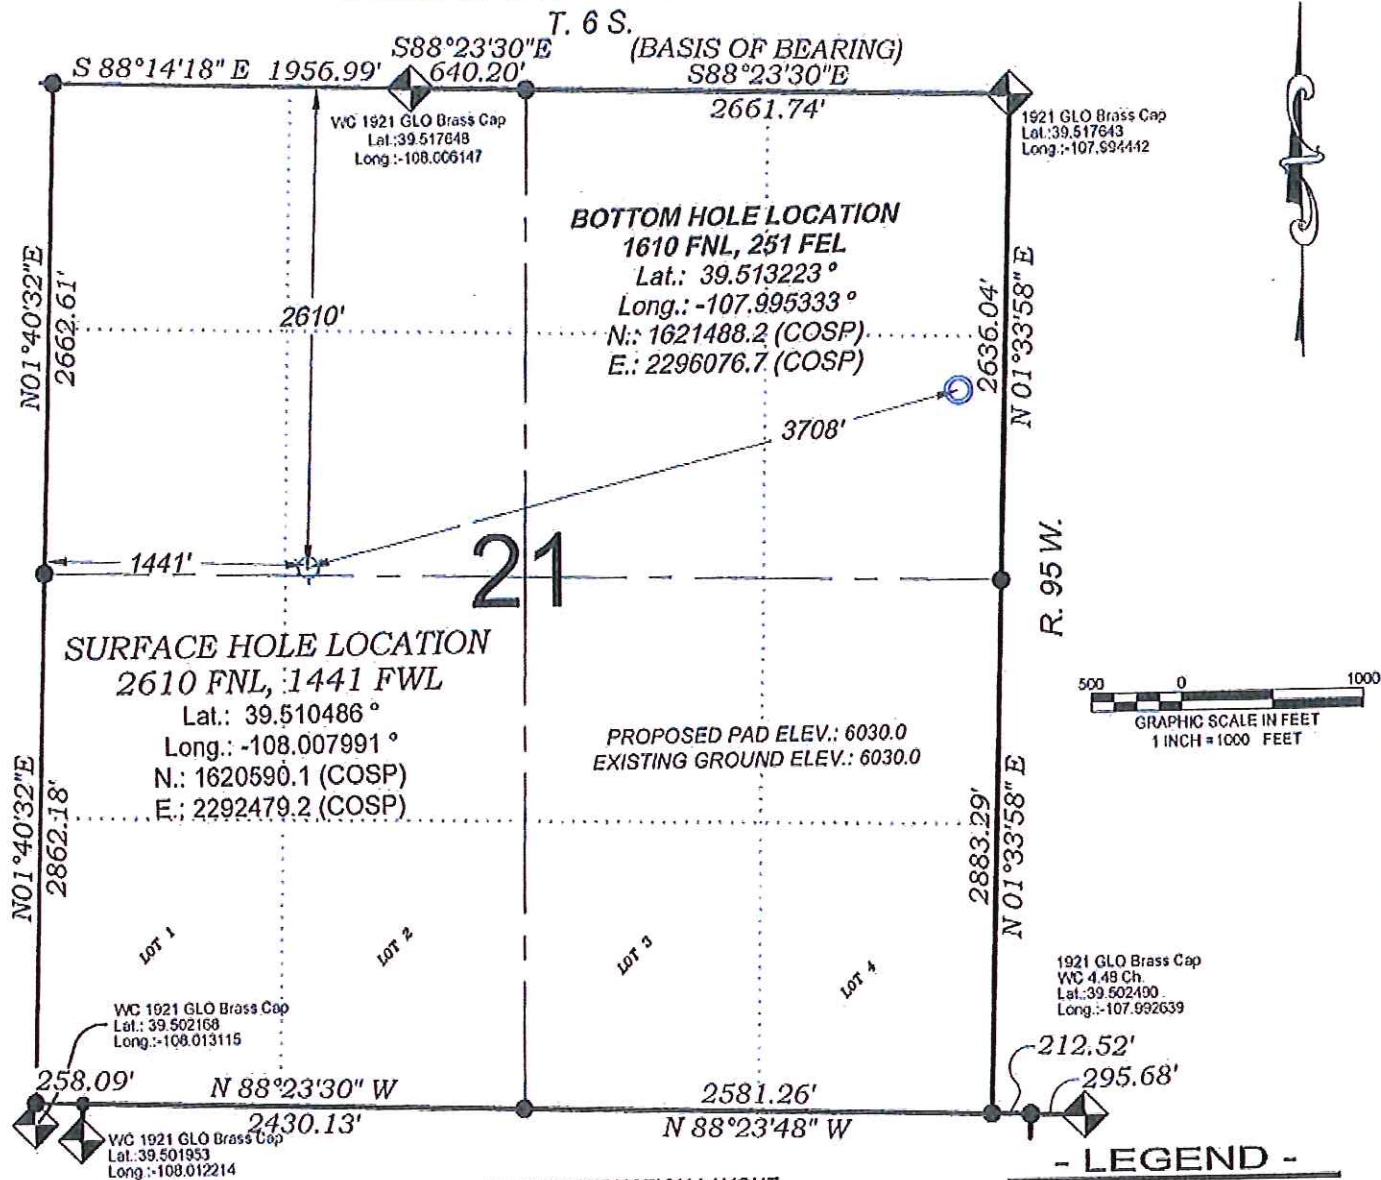 T. 6 S.
S 88°14'18" E 1956.99'
S88°23'30"E
640.20'
(BASIS OF BEARING)
S88°23'30"E
2661.74'
WC 1921 GLO Brass Cap
Lat.:39.517648
Long.:-108.006147
1921 GLO Brass Cap
Lat.:39.517643
Long.:-107.994442
BOTTOM HOLE LOCATION
1610 FNL, 251 FEL
Lat.: 39.513223 °
Long.: -107.995333 °
N.: 1621488.2 (COSP)
E.: 2296076.7 (COSP)
N01°40'32"E
2662.61'
2610'
2636.04'
N 01°33'58" E
3708'
1441'
21
R. 95 W.
SURFACE HOLE LOCATION
2610 FNL, 1441 FWL
Lat.: 39.510486 °
Long.: -108.007991 °
N.: 1620590.1 (COSP)
E.: 2292479.2 (COSP)
PROPOSED PAD ELEV.: 6030.0
EXISTING GROUND ELEV.: 6030.0
500 0 1000
GRAPHIC SCALE IN FEET
1 INCH = 1000 FEET
N01°40'32"E
2862.18'
2883.29'
N 01°33'58" E
LOT 1
LOT 2
LOT 3
LOT 4
WC 1921 GLO Brass Cap
Lat.: 39.502168
Long.:-108.013115
1921 GLO Brass Cap
WC 4.48 Ch.
Lat.:39.502490
Long.:-107.992639
212.52'
295.68'
258.09'
N 88°23'30" W
2430.13'
2581.26'
N 88°23'48" W
WC 1921 GLO Brass Cap
Lat.:39.501953
Long.:-108.012214
- LEGEND -